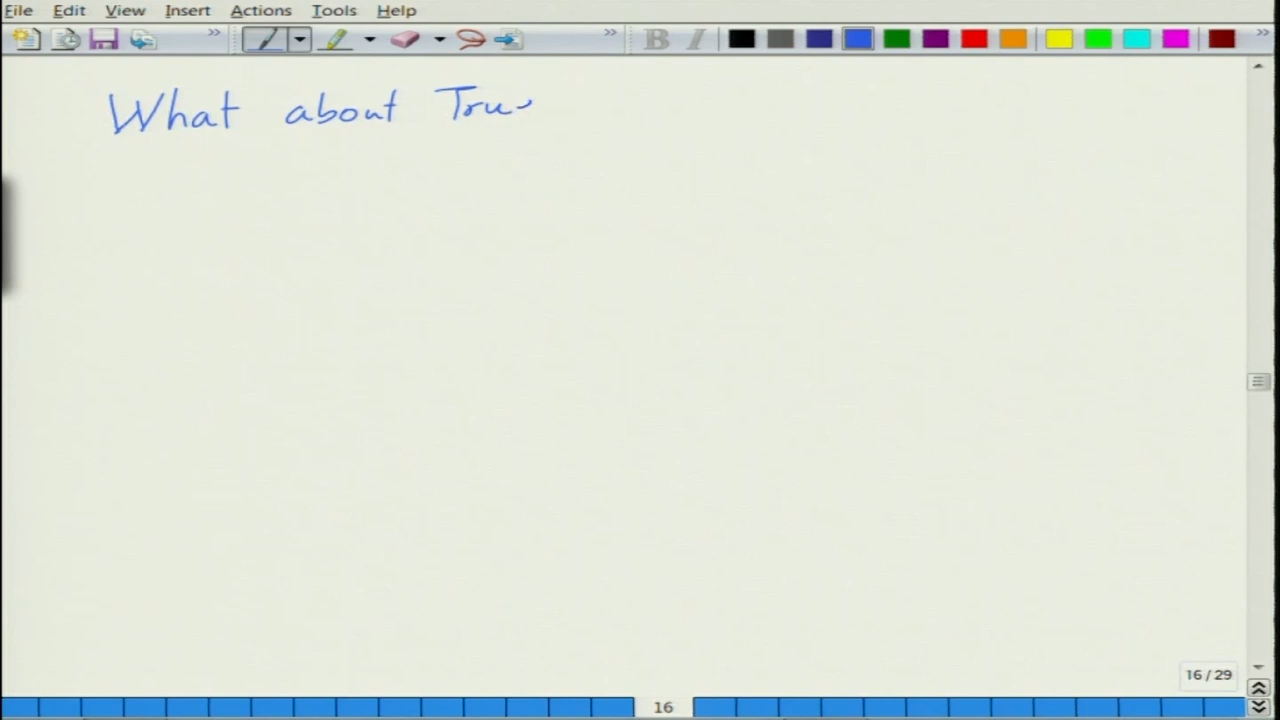 File Edit View Insert Actions Tools Help
B I
What about Tru
16 / 29
16